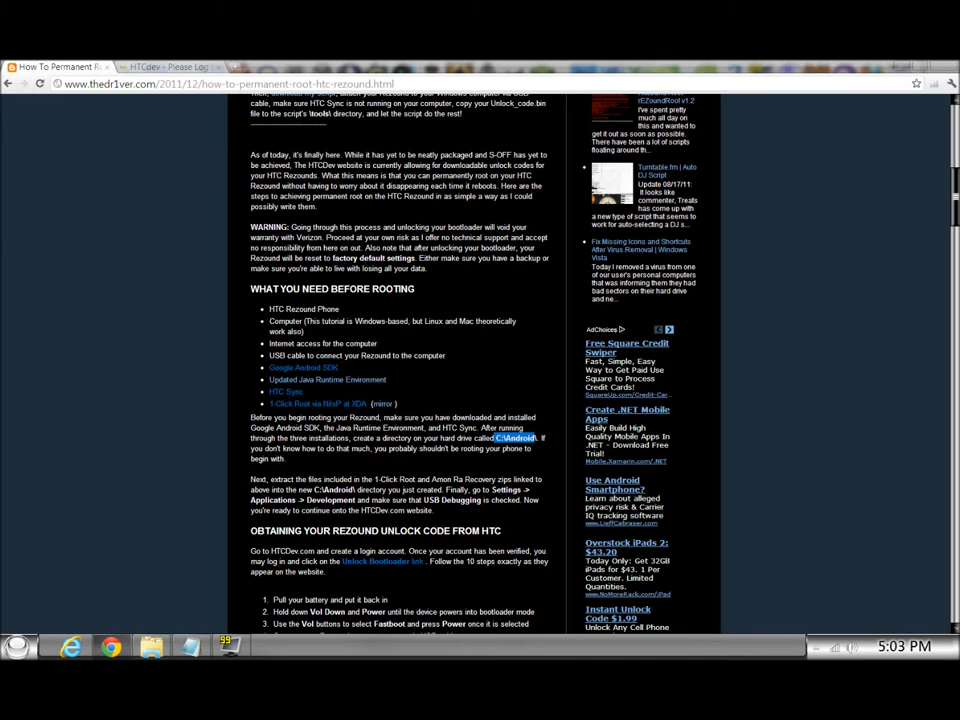 How To Permanent R
HTCdev - Please Log
www.thedr1ver.com/2011/12/how-to-permanent-root-htc-rezound.html
cable, make sure HTC Sync is not running on your computer, copy your Unlock_code.bin
file to the script's \tools\ directory, and let the script do the rest!
As of today, it's finally here. While it has yet to be neatly packaged and S-OFF has yet to
be achieved, The HTCDev website is currently allowing for downloadable unlock codes for
your HTC Rezounds. What this means is that you can permanently root on your HTC
Rezound without having to worry about it disappearing each time it reboots. Here are the
steps to achieving permanent root on the HTC Rezound in as simple a way as I could
possibly write them.
WARNING: Going through this process and unlocking your bootloader will void your
warranty with Verizon. Proceed at your own risk as I offer no technical support and accept
no responsibility from here on out. Also note that after unlocking your bootloader, your
Rezound will be reset to factory default settings. Either make sure you have a backup or
make sure you're able to live with losing all your data.
WHAT YOU NEED BEFORE ROOTING
HTC Rezound Phone
Computer (This tutorial is Windows-based, but Linux and Mac theoretically
work also)
Internet access for the computer
USB cable to connect your Rezound to the computer
Google Android SDK
Updated Java Runtime Environment
HTC Sync
1-Click Root via NilsP at XDA (mirror )
Before you begin rooting your Rezound, make sure you have downloaded and installed
Google Android SDK, the Java Runtime Environment, and HTC Sync. After running
through the three installations, create a directory on your hard drive called C:\Android\. If
you don't know how to do that much, you probably shouldn't be rooting your phone to
begin with.
Next, extract the files included in the 1-Click Root and Amon Ra Recovery zips linked to
above into the new C:\Android\ directory you just created. Finally, go to Settings ->
Applications -> Development and make sure that USB Debugging is checked. Now
you're ready to continue onto the HTCDev.com website.
OBTAINING YOUR REZOUND UNLOCK CODE FROM HTC
Go to HTCDev.com and create a login account. Once your account has been verified, you
may log in and click on the Unlock Bootloader link . Follow the 10 steps exactly as they
appear on the website.
1. Pull your battery and put it back in
2. Hold down Vol Down and Power until the device powers into bootloader mode
3. Use the Vol buttons to select Fastboot and press Power once it is selected
rEZoundRoot v1.2
I've spent pretty
much all day on
this and wanted to
get it out as soon as possible.
There have been a lot of scripts
floating around th...
Turntable.fm | Auto
DJ Script
Update 08/17/11:
It looks like
commenter, Treats
has come up with
a new type of script that seems to
work for auto-selecting a DJ s...
Fix Missing Icons and Shortcuts
After Virus Removal | Windows
Vista
Today I removed a virus from one
of our user's personal computers
that was informing them they had
bad sectors on their hard drive
and ne...
AdChoices
Free Square Credit
Swiper
Fast, Simple, Easy
Way to Get Paid Use
Square to Process
Credit Cards!
SquareUp.com/Credit-Car...
Create .NET Mobile
Apps
Easily Build High
Performance Mobile
Apps in C# and .NET
- Download Free
Trial
Mobile.Xamarin.com/.NET
Used Android
Smartphone?
Learn about alleged
privacy risk & Carrier
IQ tracking software
www.LieffCabraser.com
Overstock iPads 2:
$43.20
Today Only: Get 32GB
iPads for $43. 1 Per
Customer. Limited
Quantities.
www.NoMoreRack.com/iPad
Instant Unlock
Code $1.99
Unlock Any Cell Phone
99
5:03 PM